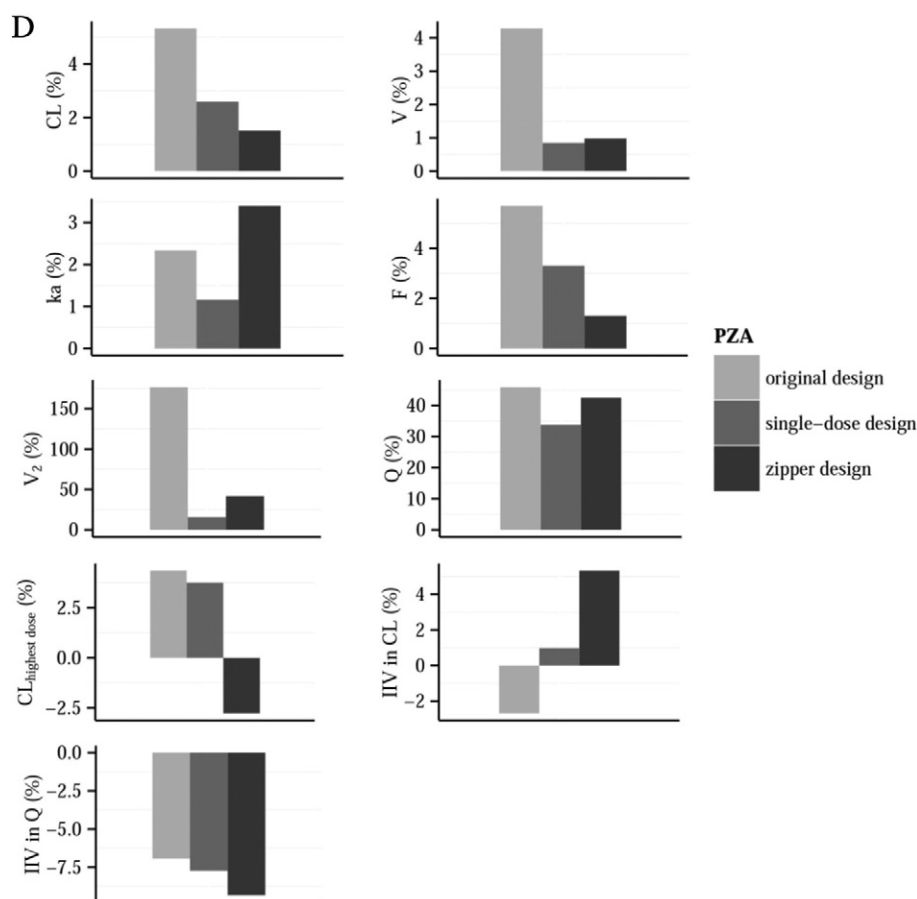 D
CL (%)
4
2
0
V (%)
4
3
2
1
0
ka (%)
3
2
1
0
F (%)
4
2
0
V₂ (%)
150
100
50
0
Q (%)
40
30
20
10
0
PZA
original design
single−dose design
zipper design
CLhighest dose (%)
2.5
0.0
−2.5
IIV in CL (%)
4
2
0
−2
IIV in Q (%)
0.0
−2.5
−5.0
−7.5